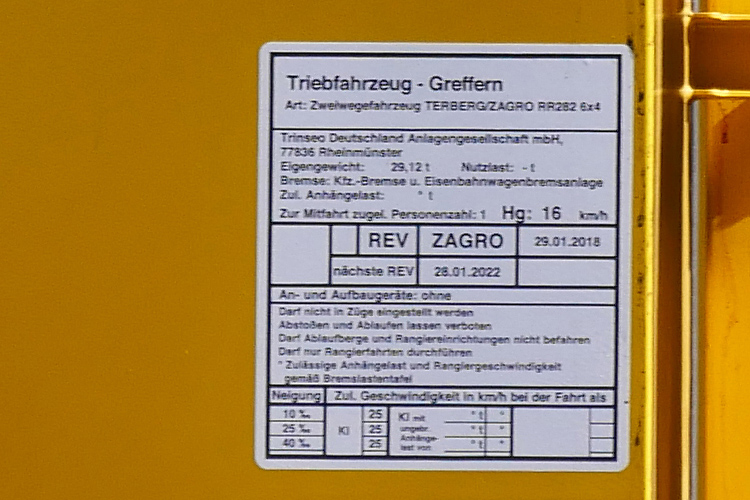 Triebfahrzeug - Greffern
Art: Zweiwegefahrzeug TERBERG/ZAGRO RR282 6x4
Trinseo Deutschland Anlagengesellschaft mbH,
77836 Rheinmünster
Eigengewicht: 29,12 t Nutzlast: - t
Bremse: Kfz.-Bremse u. Eisenbahnwagenbremsanlage
Zul. Anhängelast: * t
Zur Mitfahrt zugel. Personenzahl: 1 Hg: 16 km/h
REV ZAGRO 29.01.2018
nächste REV 28.01.2022
An- und Aufbaugeräte: ohne
Darf nicht in Züge eingestellt werden
Abstoßen und Ablaufen lassen verboten
Darf Ablaufberge und Rangiereinrichtungen nicht befahren
Darf nur Rangierfahrten durchführen
* Zulässige Anhängelast und Rangiergeschwindigkeit
gemäß Bremslastentafel
Neigung Zul. Geschwindigkeit in km/h bei der Fahrt als
10 ‰ 25 Kl mit * t *
25 ‰ Kl 25 ungebr. * t *
40 ‰ 25 Anhänge- * t *
last von